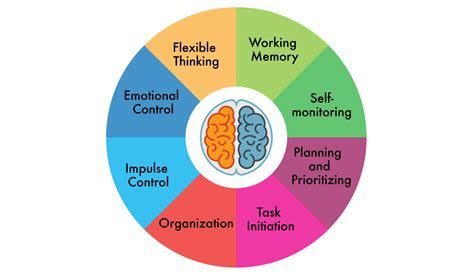 Flexible
Thinking
Working
Memory
Self-
monitoring
Planning
and
Prioritizing
Task
Initiation
Organization
Impulse
Control
Emotional
Control